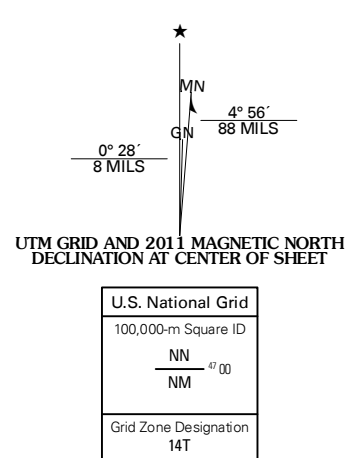 ★
MN
4° 56´
88 MILS
GN
0° 28´
8 MILS
UTM GRID AND 2011 MAGNETIC NORTH
DECLINATION AT CENTER OF SHEET
U.S. National Grid
100,000-m Square ID
NN
47 00
NM
Grid Zone Designation
14T